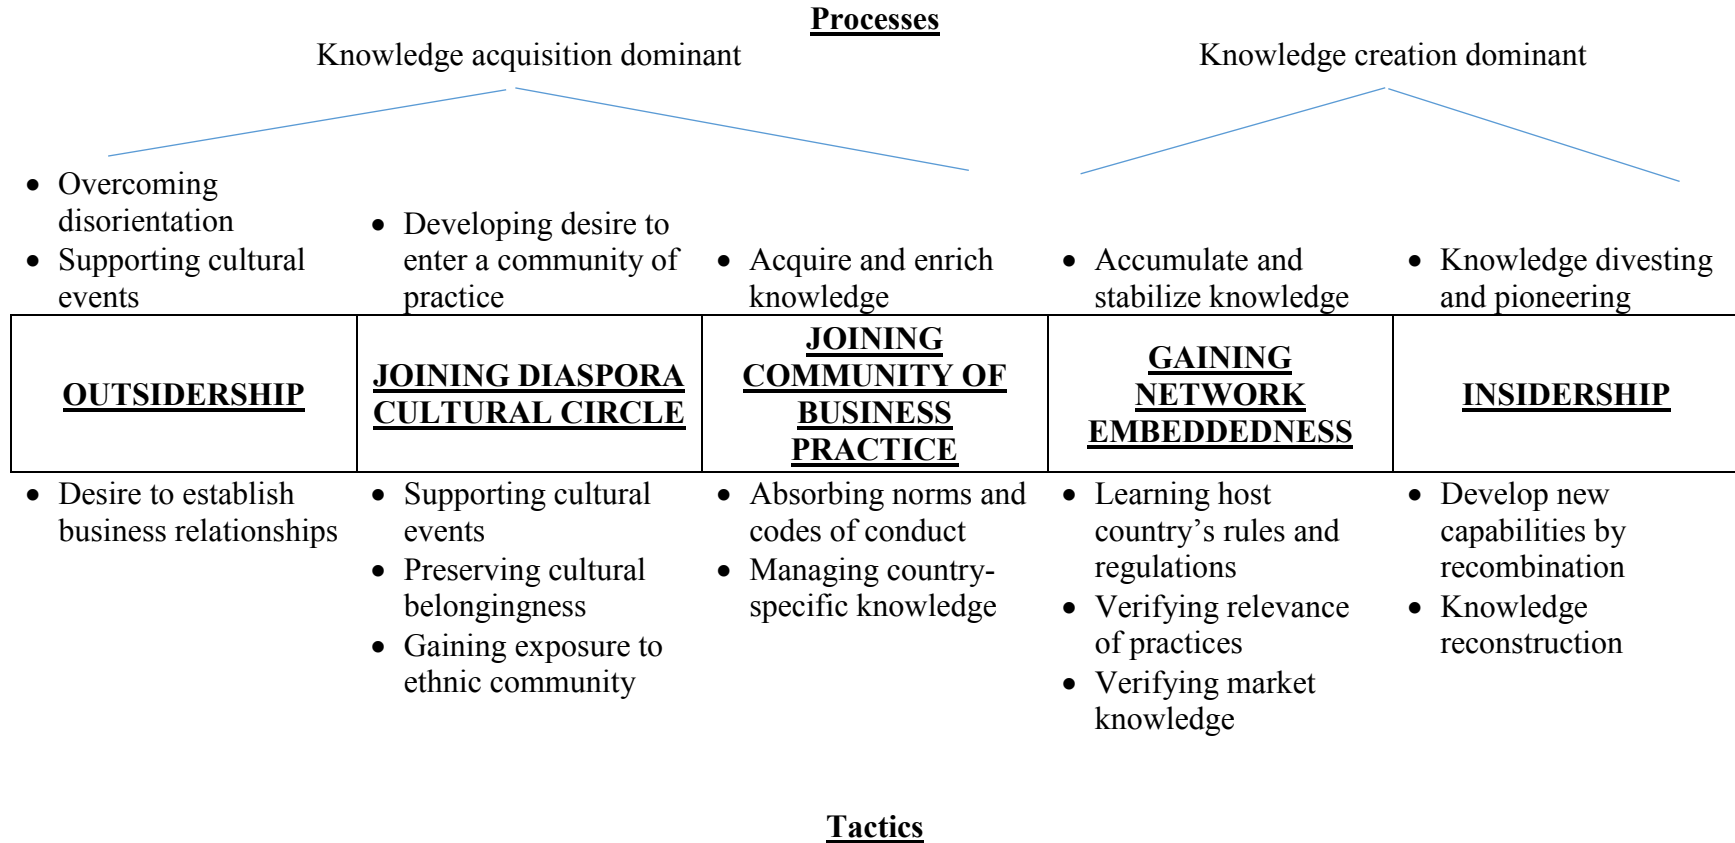 Processes
Knowledge acquisition dominant
Knowledge creation dominant
• Overcoming
disorientation
• Supporting cultural
events
• Developing desire to
enter a community of
practice
• Acquire and enrich
knowledge
• Accumulate and
stabilize knowledge
• Knowledge divesting
and pioneering
OUTSIDERSHIP
JOINING DIASPORA
CULTURAL CIRCLE
JOINING
COMMUNITY OF
BUSINESS
PRACTICE
GAINING
NETWORK
EMBEDDEDNESS
INSIDERSHIP
• Desire to establish
business relationships
• Supporting cultural
events
• Preserving cultural
belongingness
• Gaining exposure to
ethnic community
• Absorbing norms and
codes of conduct
• Managing country-
specific knowledge
• Learning host
country’s rules and
regulations
• Verifying relevance
of practices
• Verifying market
knowledge
• Develop new
capabilities by
recombination
• Knowledge
reconstruction
Tactics